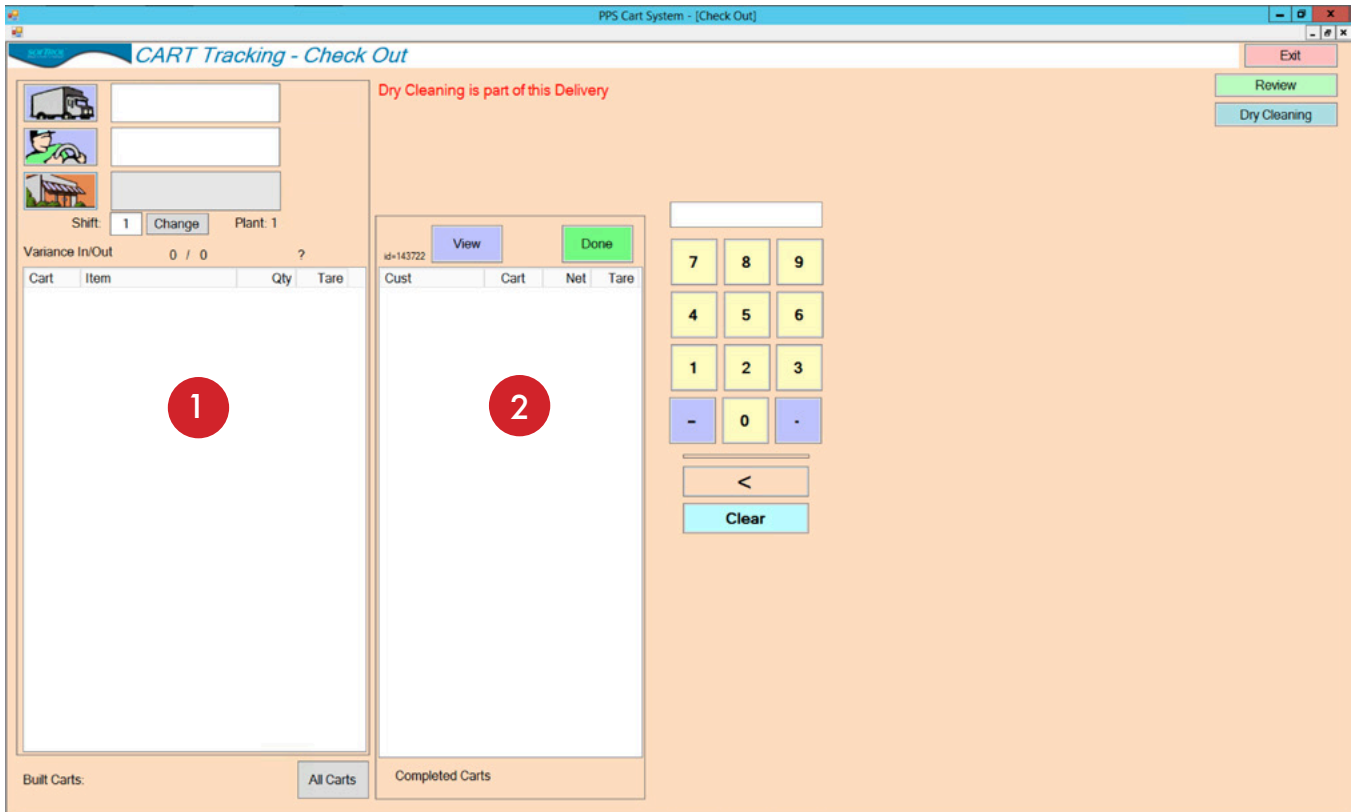 PPS Cart System - [Check Out]
CART Tracking - Check Out
Exit
Dry Cleaning is part of this Delivery
Review
Dry Cleaning
Shift: 1 Change Plant: 1
Variance In/Out 0 / 0 ?
id=143722 View Done
Cart Item Qty Tare
Cust Cart Net Tare
7 8 9
4 5 6
1 2 3
1
2
- 0 .
<
Clear
Built Carts: All Carts
Completed Carts